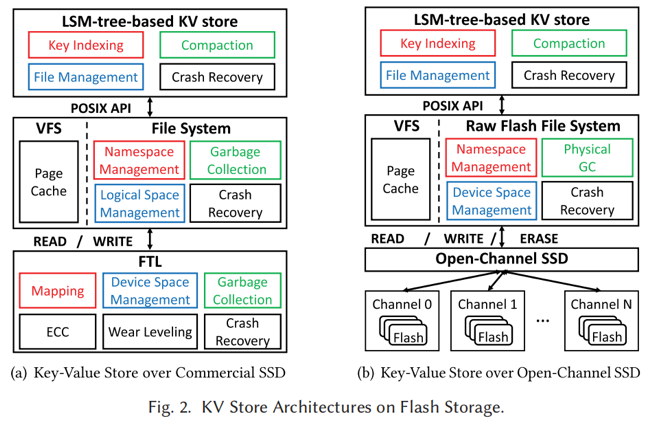 LSM-tree-based KV store
Key Indexing
Compaction
File Management
Crash Recovery
POSIX API
VFS
File System
Page
Cache
Namespace
Management
Garbage
Collection
Logical Space
Management
Crash
Recovery
READ / WRITE
FTL
Mapping
Device Space
Management
Garbage
Collection
ECC
Wear Leveling
Crash
Recovery
(a) Key-Value Store over Commercial SSD
LSM-tree-based KV store
Key Indexing
Compaction
File Management
Crash Recovery
POSIX API
VFS
Raw Flash File System
Page
Cache
Namespace
Management
Physical
GC
Device Space
Management
Crash
Recovery
READ / WRITE / ERASE
Open-Channel SSD
Channel 0
Flash
Channel 1
Flash
...
Channel N
Flash
(b) Key-Value Store over Open-Channel SSD
Fig. 2. KV Store Architectures on Flash Storage.